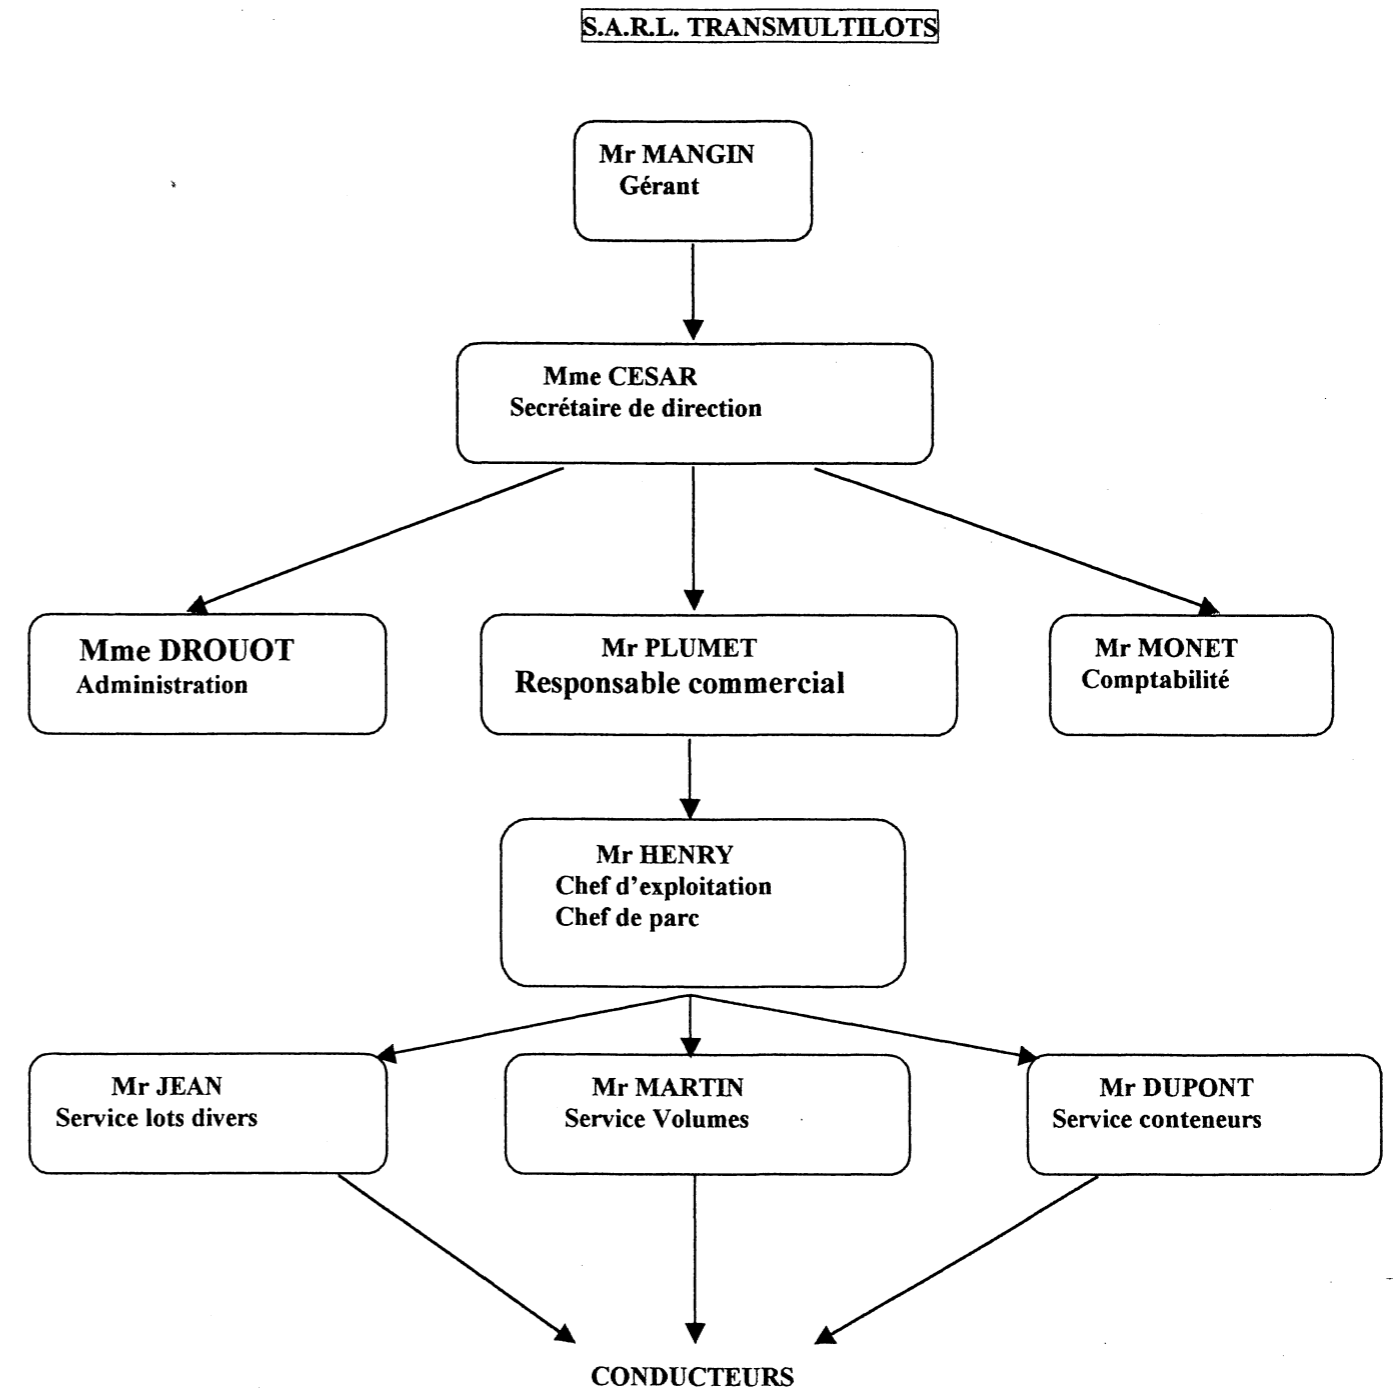 S.A.R.L. TRANSMULTILOTS
Mr MANGIN
Gérant
Mme CESAR
Secrétaire de direction
Mme DROUOT
Administration
Mr PLUMET
Responsable commercial
Mr MONET
Comptabilité
Mr HENRY
Chef d’exploitation
Chef de parc
Mr JEAN
Service lots divers
Mr MARTIN
Service Volumes
Mr DUPONT
Service conteneurs
CONDUCTEURS